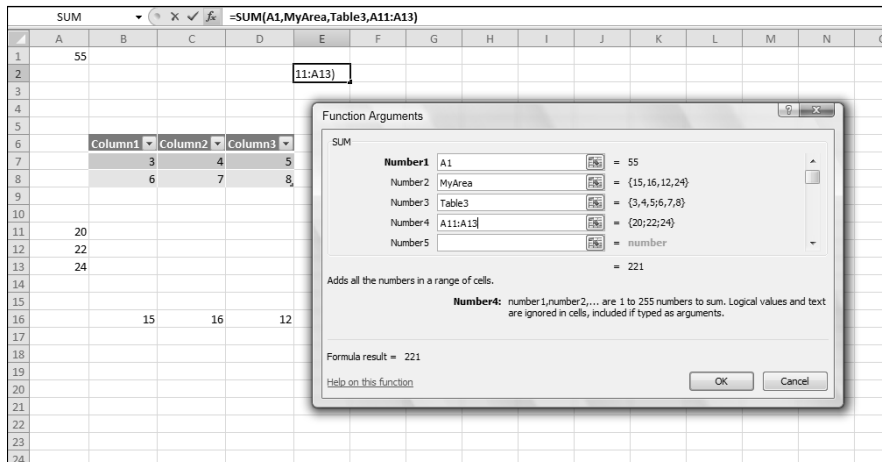 SUM fx =SUM(A1,MyArea,Table3,A11:A13)
A B C D E F G H I J K L M N
1 55
2 11:A13)
3
4
5
6 Column1 Column2 Column3
7 3 4 5
8 6 7 8
9
10
11 20
12 22
13 24
14
15
16 15 16 12
17
18
19
20
21
22
23
24
Function Arguments
SUM
Number1 A1 = 55
Number2 MyArea = {15,16,12,24}
Number3 Table3 = {3,4,5;6,7,8}
Number4 A11:A13 = {20;22;24}
Number5 = number
= 221
Adds all the numbers in a range of cells.
Number4: number1,number2,... are 1 to 255 numbers to sum. Logical values and text
are ignored in cells, included if typed as arguments.
Formula result = 221
Help on this function
OK Cancel